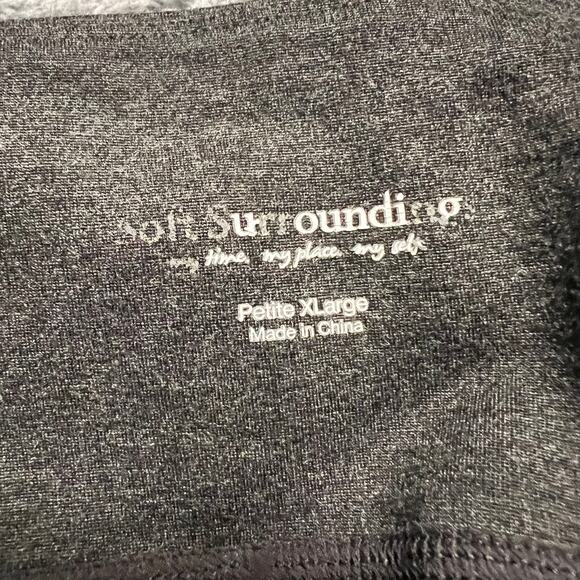 Soft Surroundings
my time, my place, my self.
Petite XLarge
Made in China